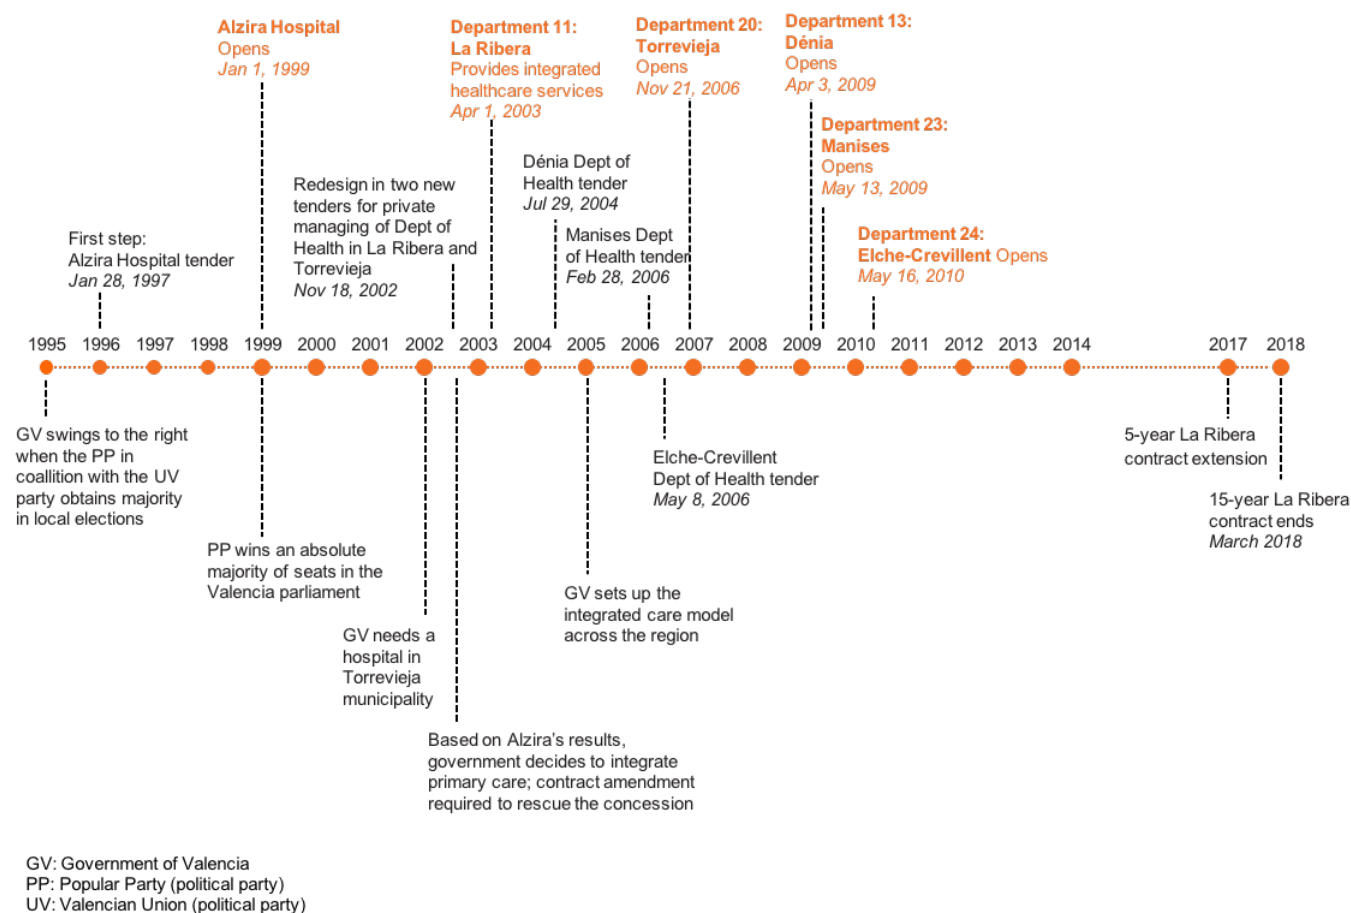 Alzira Hospital
Opens
Jan 1, 1999
Department 11:
La Ribera
Provides integrated
healthcare services
Apr 1, 2003
Department 20:
Torrevieja
Opens
Nov 21, 2006
Department 13:
Dénia
Opens
Apr 3, 2009
Department 23:
Manises
Opens
May 13, 2009
Department 24:
Elche-Crevillent Opens
May 16, 2010
First step:
Alzira Hospital tender
Jan 28, 1997
Redesign in two new
tenders for private
managing of Dept of
Health in La Ribera and
Torrevieja
Nov 18, 2002
Dénia Dept of
Health tender
Jul 29, 2004
Manises Dept
of Health tender
Feb 28, 2006
1995 1996 1997 1998 1999 2000 2001 2002 2003 2004 2005 2006 2007 2008 2009 2010 2011 2012 2013 2014 2017 2018
GV swings to the right
when the PP in
coallition with the UV
party obtains majority
in local elections
PP wins an absolute
majority of seats in the
Valencia parliament
GV needs a
hospital in
Torrevieja
municipality
Based on Alzira's results,
government decides to integrate
primary care; contract amendment
required to rescue the concession
GV sets up the
integrated care model
across the region
Elche-Crevillent
Dept of Health tender
May 8, 2006
5-year La Ribera
contract extension
15-year La Ribera
contract ends
March 2018
GV: Government of Valencia
PP: Popular Party (political party)
UV: Valencian Union (political party)